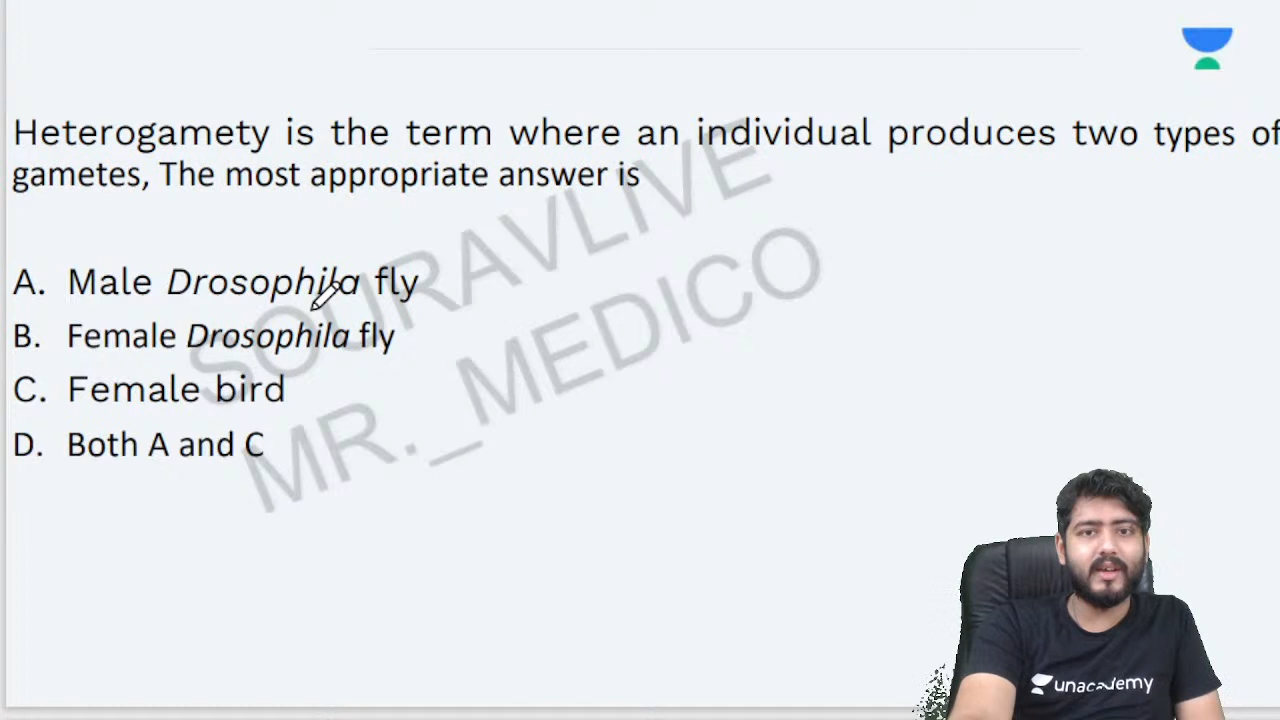 Heterogamety is the term where an individual produces two types of
gametes, The most appropriate answer is
A. Male Drosophila fly
B. Female Drosophila fly
C. Female bird
D. Both A and C
SOURAVLIVE
MR._MEDICO
unacademy